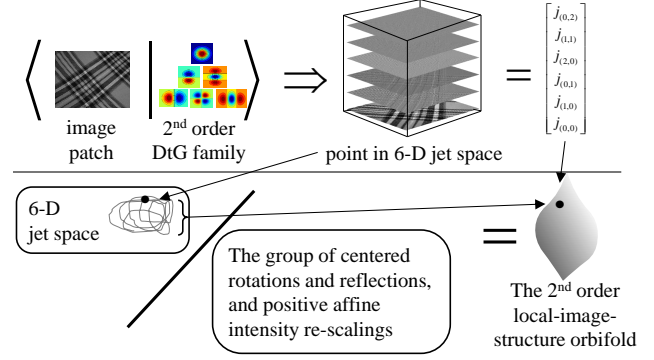 j(0,2)
j(1,1)
j(2,0)
j(0,1)
j(1,0)
j(0,0)
=
image
patch
2nd order
DtG family
point in 6-D jet space
6-D
jet space
The group of centered
rotations and reflections,
and positive affine
intensity re-scalings
=
The 2nd order
local-image-
structure orbifold